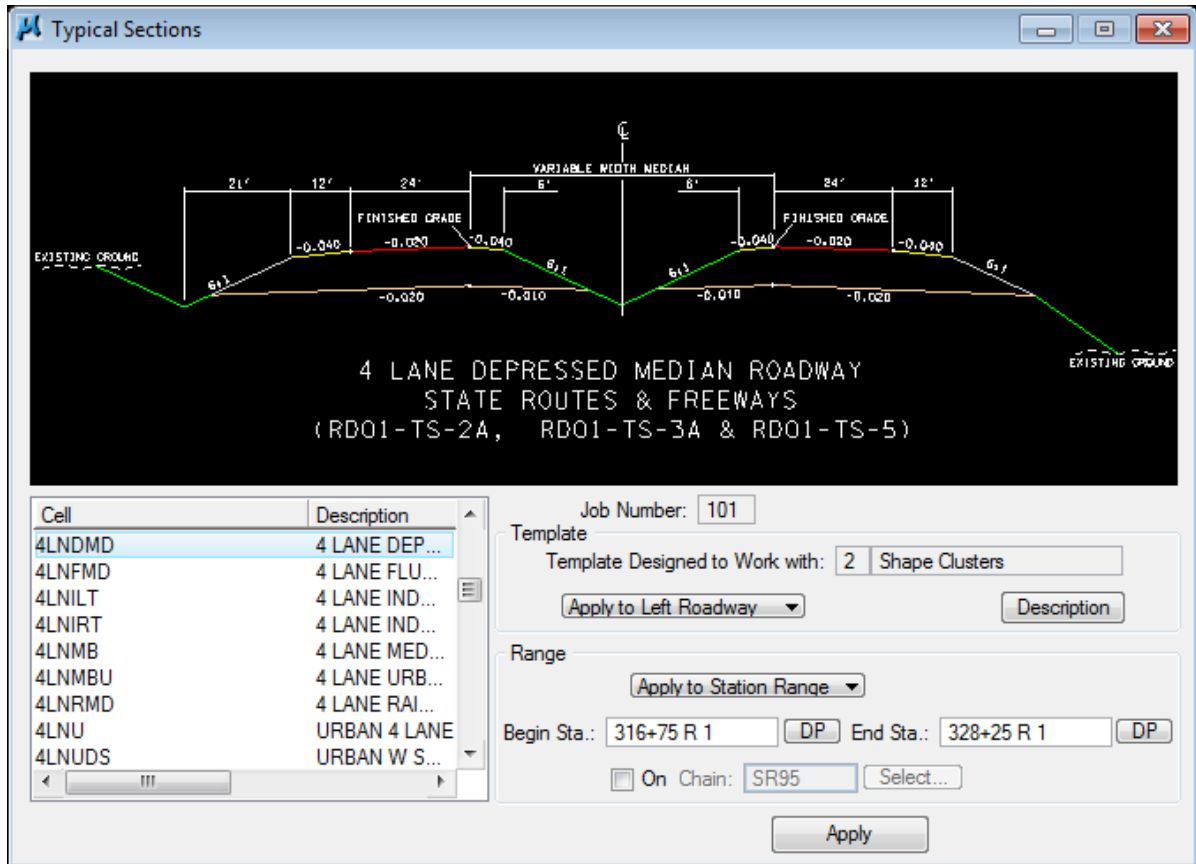 Typical Sections
℄
VARIABLE WIDTH MEDIAN
21' 12' 24' 6' 6' 24' 12'
FINISHED GRADE FINISHED GRADE
-0.040 -0.020 -0.040 -0.040 -0.020 -0.040
EXISTING GROUND
6:1 6:1 6:1 6:1
-0.020 -0.010 -0.010 -0.020
EXISTING GROUND
4 LANE DEPRESSED MEDIAN ROADWAY
STATE ROUTES & FREEWAYS
(RD01-TS-2A, RD01-TS-3A & RD01-TS-5)
Cell Description
4LNDMD 4 LANE DEP...
4LNFMD 4 LANE FLU...
4LNILT 4 LANE IND...
4LNIRT 4 LANE IND...
4LNMB 4 LANE MED...
4LNMBU 4 LANE URB...
4LNRMD 4 LANE RAI...
4LNU URBAN 4 LANE
4LNUDS URBAN W S...
Job Number: 101
Template
Template Designed to Work with: 2 Shape Clusters
Apply to Left Roadway Description
Range
Apply to Station Range
Begin Sta.: 316+75 R 1 DP End Sta.: 328+25 R 1 DP
On Chain: SR95 Select...
Apply